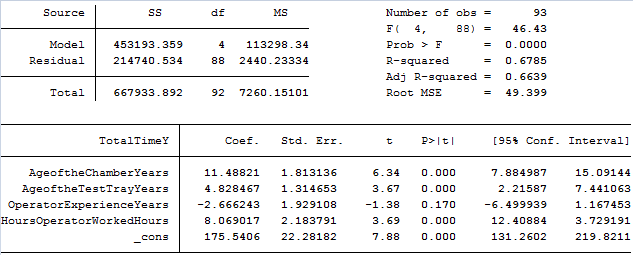 Source SS df MS Number of obs = 93
F( 4, 88) = 46.43
Model 453193.359 4 113298.34 Prob > F = 0.0000
Residual 214740.534 88 2440.23334 R-squared = 0.6785
Adj R-squared = 0.6639
Total 667933.892 92 7260.15101 Root MSE = 49.399
TotalTimeY Coef. Std. Err. t P>|t| [95% Conf. Interval]
AgeoftheChamberYears 11.48821 1.813136 6.34 0.000 7.884987 15.09144
AgeoftheTestTrayYears 4.828467 1.314653 3.67 0.000 2.21587 7.441063
OperatorExperienceYears -2.666243 1.929108 -1.38 0.170 -6.499939 1.167453
HoursOperatorWorkedHours 8.069017 2.183791 3.69 0.000 12.40884 3.729191
_cons 175.5406 22.28182 7.88 0.000 131.2602 219.8211